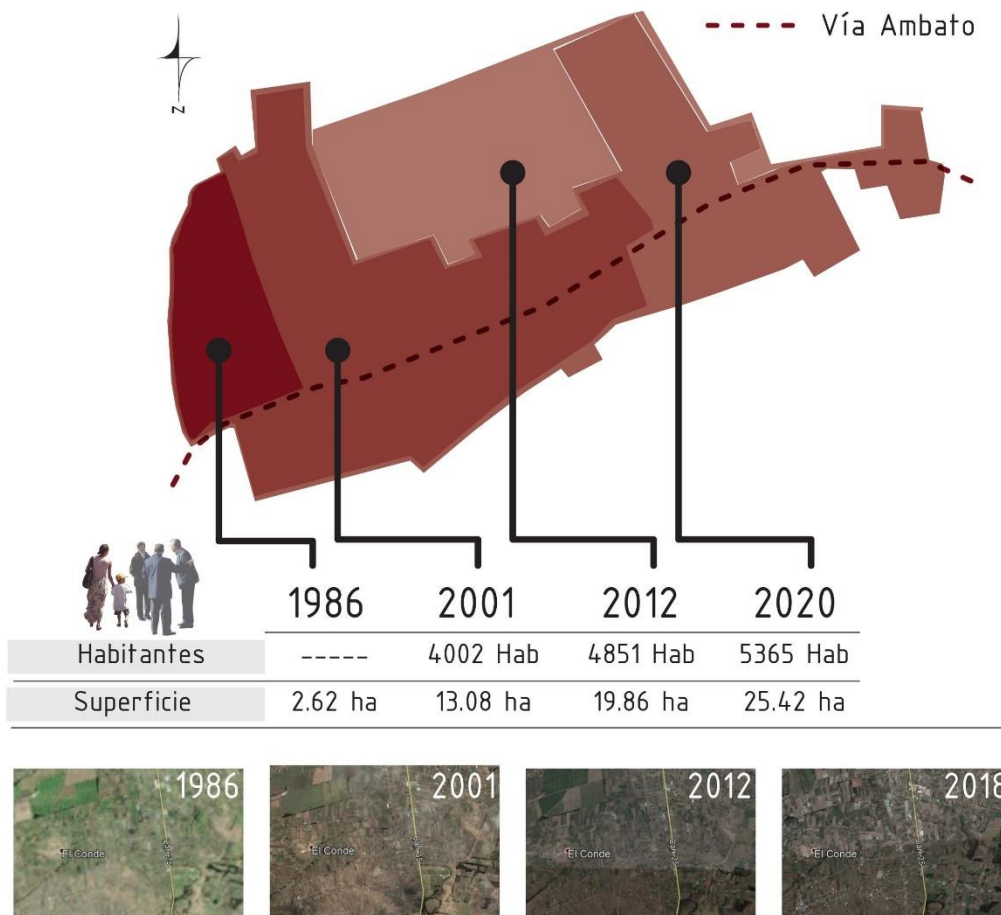 Vía Ambato
N
1986 2001 2012 2020
Habitantes ----- 4002 Hab 4851 Hab 5365 Hab
Superficie 2.62 ha 13.08 ha 19.86 ha 25.42 ha
1986 2001 2012 2018
El Conde El Conde El Conde El Conde